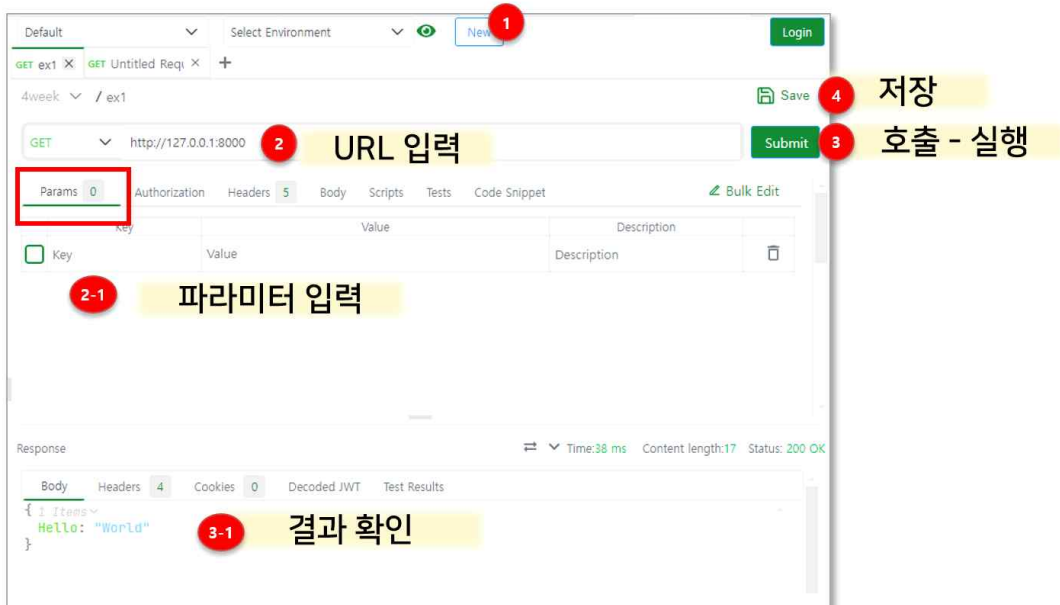 Default Select Environment New 1 Login
GET ex1 GET Untitled Requ +
4week / ex1 Save 4 저장
GET http://127.0.0.1:8000 2 URL 입력 Submit 3 호출 - 실행
Params 0 Authorization Headers 5 Body Scripts Tests Code Snippet Bulk Edit
Key Value Description
Key Value Description
2-1 파라미터 입력
Response Time:38 ms Content length:17 Status: 200 OK
Body Headers 4 Cookies 0 Decoded JWT Test Results
{ 1 Items
Hello: "World"
3-1 결과 확인
}